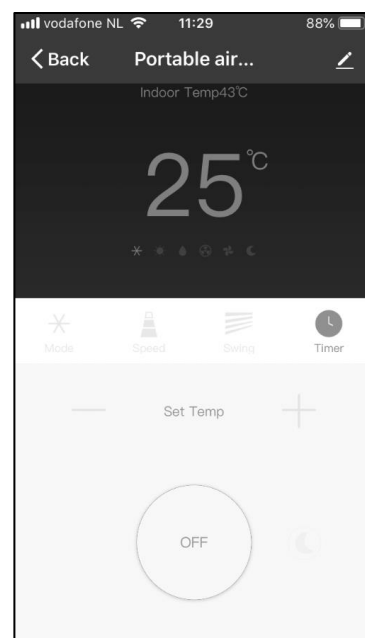 vodafone NL 11:29 88%
Back Portable air...
Indoor Temp43℃
25℃
Mode Speed Swing Timer
Set Temp
OFF